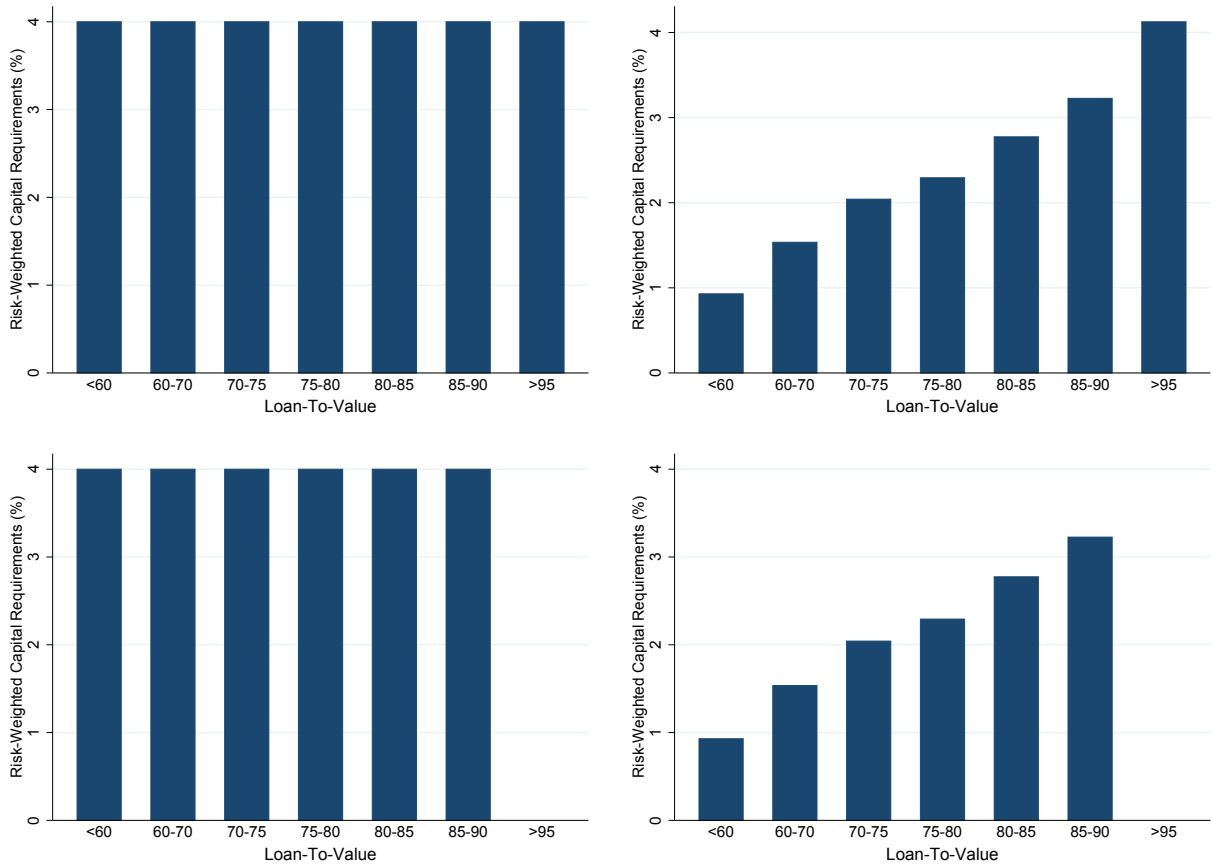 Risk-Weighted Capital Requirements (%)
4
3
2
1
0
<60 60-70 70-75 75-80 80-85 85-90 >95
Loan-To-Value
Risk-Weighted Capital Requirements (%)
4
3
2
1
0
<60 60-70 70-75 75-80 80-85 85-90 >95
Loan-To-Value
Risk-Weighted Capital Requirements (%)
4
3
2
1
0
<60 60-70 70-75 75-80 80-85 85-90 >95
Loan-To-Value
Risk-Weighted Capital Requirements (%)
4
3
2
1
0
<60 60-70 70-75 75-80 80-85 85-90 >95
Loan-To-Value